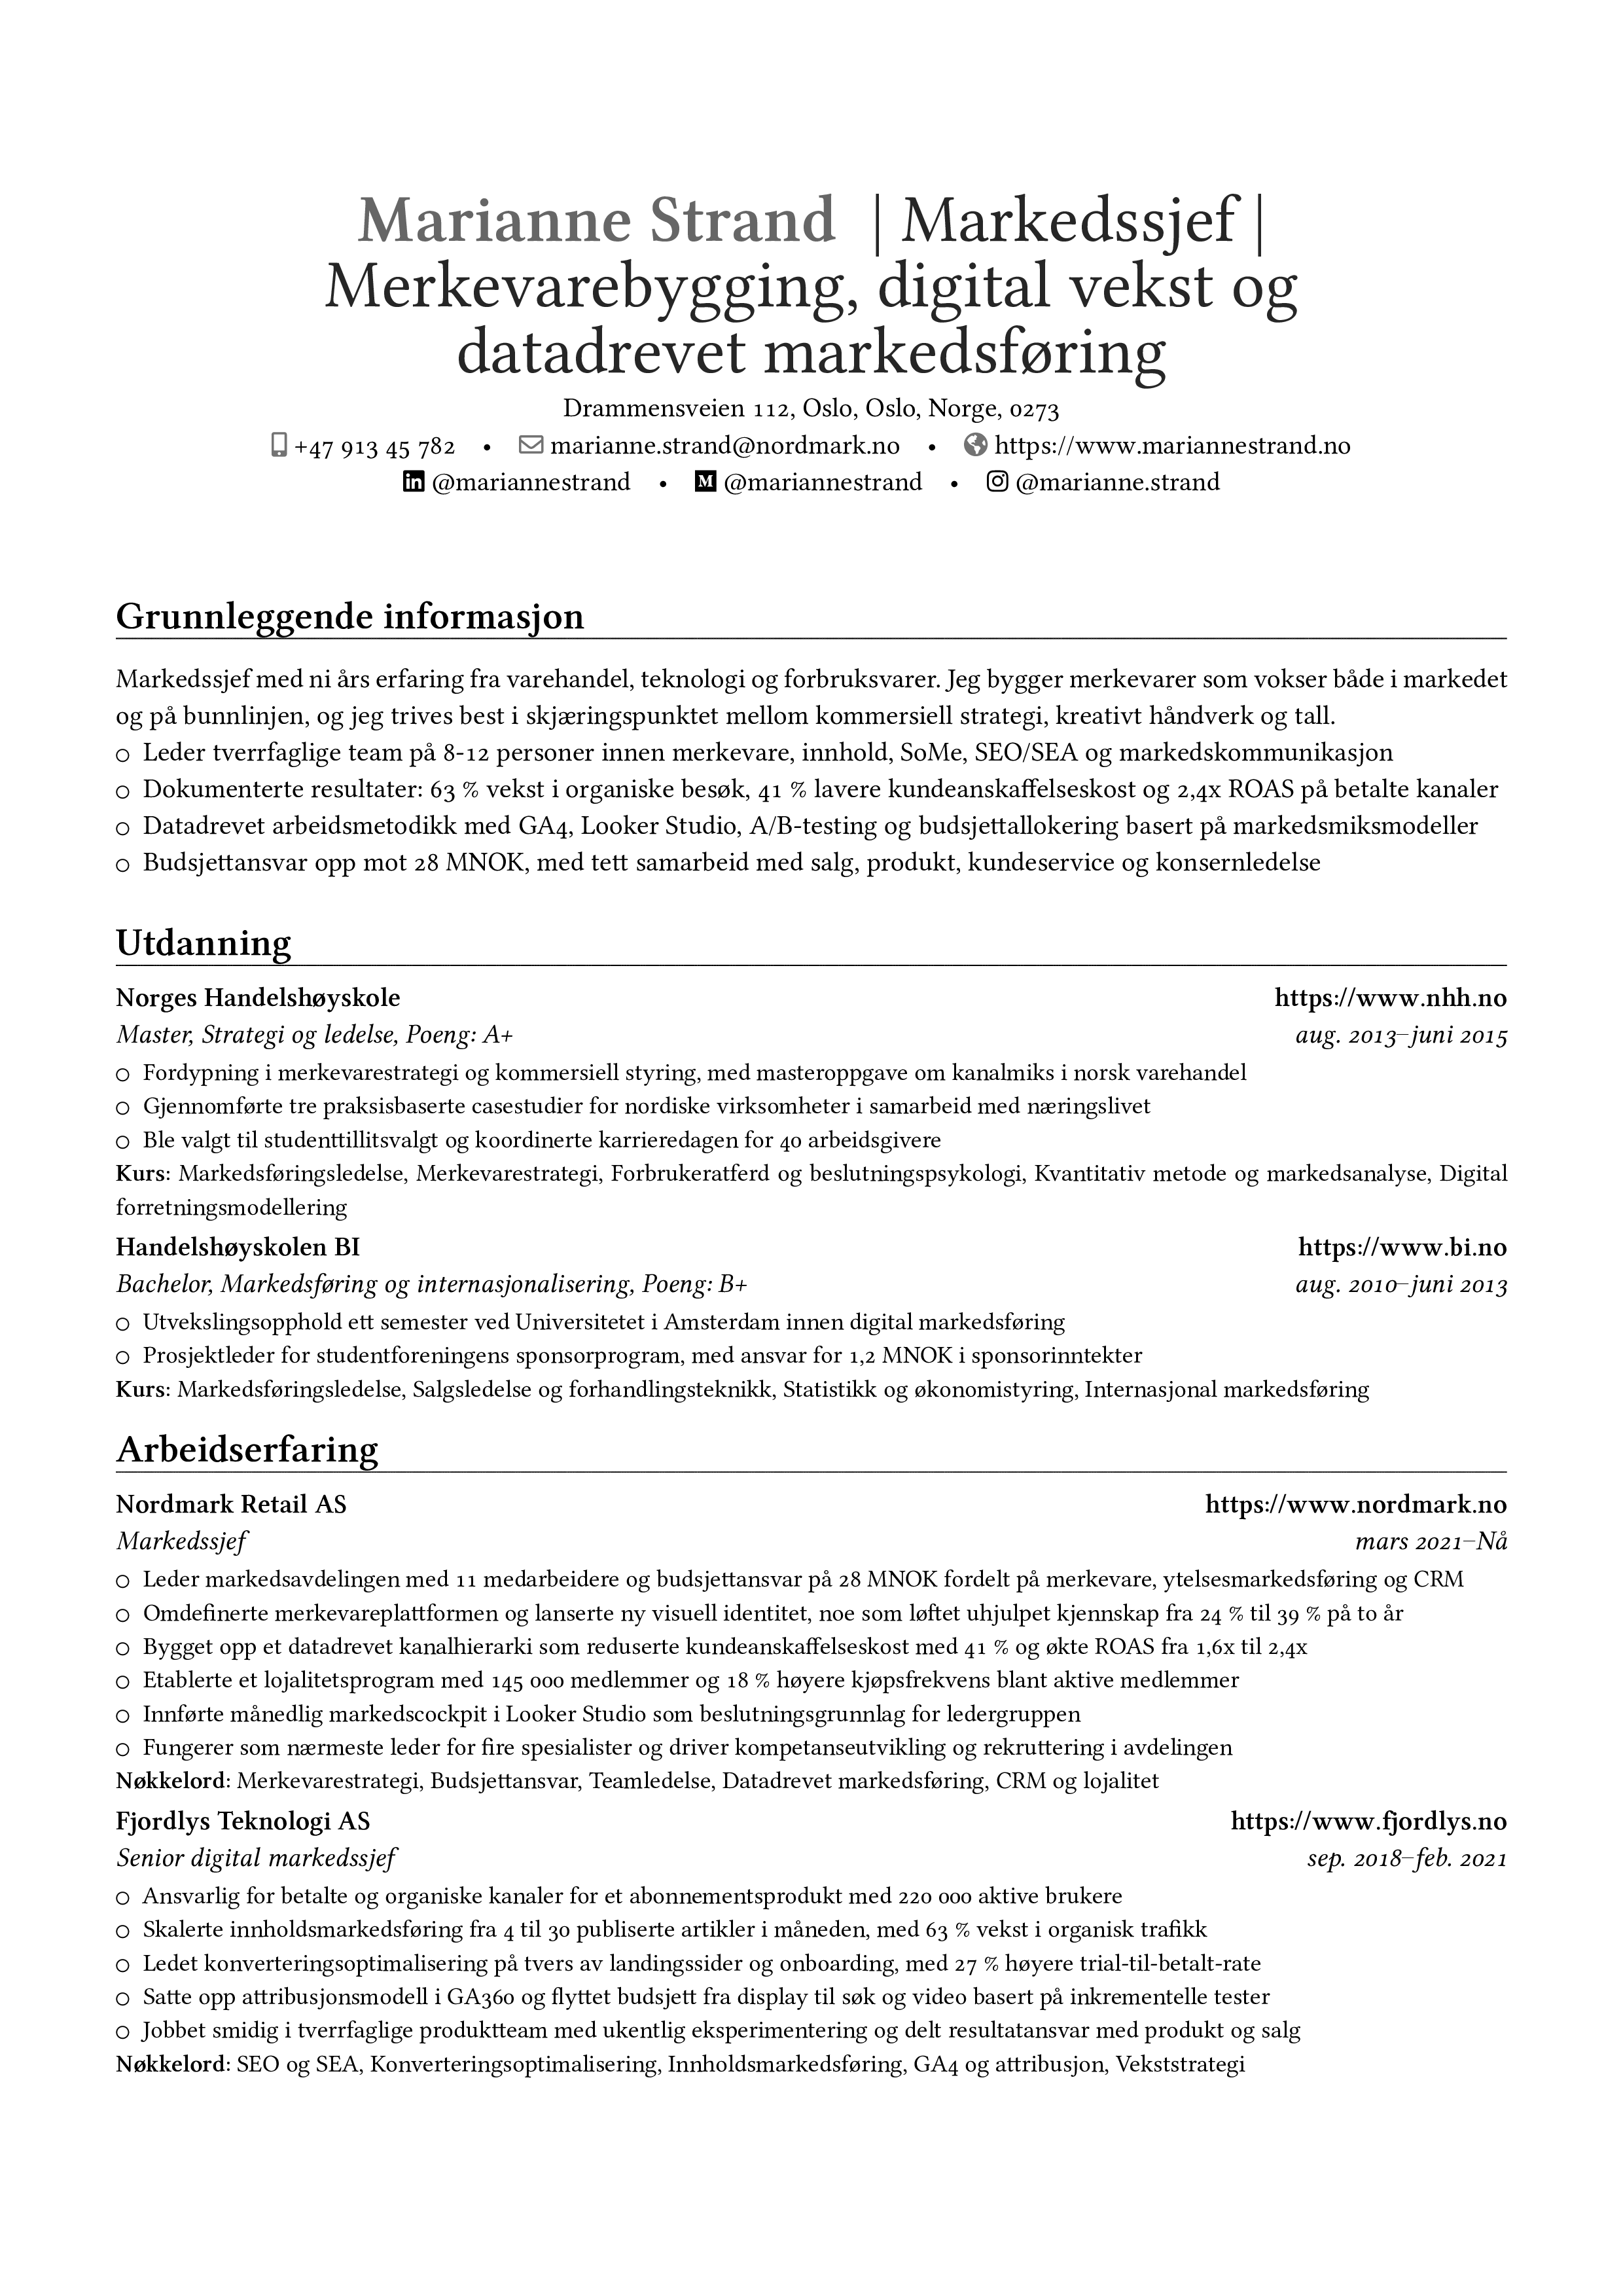 Marianne Strand | Markedssjef |
Merkevarebygging, digital vekst og
datadrevet markedsføring
Drammensveien 112, Oslo, Oslo, Norge, 0273
+47 913 45 782 • marianne.strand@nordmark.no • https://www.mariannestrand.no
@mariannestrand • @mariannestrand • @marianne.strand
Grunnleggende informasjon
Markedssjef med ni års erfaring fra varehandel, teknologi og forbruksvarer. Jeg bygger merkevarer som vokser både i markedet
og på bunnlinjen, og jeg trives best i skjæringspunktet mellom kommersiell strategi, kreativt håndverk og tall.
○ Leder tverrfaglige team på 8-12 personer innen merkevare, innhold, SoMe, SEO/SEA og markedskommunikasjon
○ Dokumenterte resultater: 63 % vekst i organiske besøk, 41 % lavere kundeanskaffelseskost og 2,4x ROAS på betalte kanaler
○ Datadrevet arbeidsmetodikk med GA4, Looker Studio, A/B-testing og budsjettallokering basert på markedsmiksmodeller
○ Budsjettansvar opp mot 28 MNOK, med tett samarbeid med salg, produkt, kundeservice og konsernledelse
Utdanning
Norges Handelshøyskole https://www.nhh.no
Master, Strategi og ledelse, Poeng: A+ aug. 2013–juni 2015
○ Fordypning i merkevarestrategi og kommersiell styring, med masteroppgave om kanalmiks i norsk varehandel
○ Gjennomførte tre praksisbaserte casestudier for nordiske virksomheter i samarbeid med næringslivet
○ Ble valgt til studenttillitsvalgt og koordinerte karrieredagen for 40 arbeidsgivere
Kurs: Markedsføringsledelse, Merkevarestrategi, Forbrukeratferd og beslutningspsykologi, Kvantitativ metode og markedsanalyse, Digital
forretningsmodellering
Handelshøyskolen BI https://www.bi.no
Bachelor, Markedsføring og internasjonalisering, Poeng: B+ aug. 2010–juni 2013
○ Utvekslingsopphold ett semester ved Universitetet i Amsterdam innen digital markedsføring
○ Prosjektleder for studentforeningens sponsorprogram, med ansvar for 1,2 MNOK i sponsorinntekter
Kurs: Markedsføringsledelse, Salgsledelse og forhandlingsteknikk, Statistikk og økonomistyring, Internasjonal markedsføring
Arbeidserfaring
Nordmark Retail AS https://www.nordmark.no
Markedssjef mars 2021–Nå
○ Leder markedsavdelingen med 11 medarbeidere og budsjettansvar på 28 MNOK fordelt på merkevare, ytelsesmarkedsføring og CRM
○ Omdefinerte merkevareplattformen og lanserte ny visuell identitet, noe som løftet uhjulpet kjennskap fra 24 % til 39 % på to år
○ Bygget opp et datadrevet kanalhierarki som reduserte kundeanskaffelseskost med 41 % og økte ROAS fra 1,6x til 2,4x
○ Etablerte et lojalitetsprogram med 145 000 medlemmer og 18 % høyere kjøpsfrekvens blant aktive medlemmer
○ Innførte månedlig markedscockpit i Looker Studio som beslutningsgrunnlag for ledergruppen
○ Fungerer som nærmeste leder for fire spesialister og driver kompetanseutvikling og rekruttering i avdelingen
Nøkkelord: Merkevarestrategi, Budsjettansvar, Teamledelse, Datadrevet markedsføring, CRM og lojalitet
Fjordlys Teknologi AS https://www.fjordlys.no
Senior digital markedssjef sep. 2018–feb. 2021
○ Ansvarlig for betalte og organiske kanaler for et abonnementsprodukt med 220 000 aktive brukere
○ Skalerte innholdsmarkedsføring fra 4 til 30 publiserte artikler i måneden, med 63 % vekst i organisk trafikk
○ Ledet konverteringsoptimalisering på tvers av landingssider og onboarding, med 27 % høyere trial-til-betalt-rate
○ Satte opp attribusjonsmodell i GA360 og flyttet budsjett fra display til søk og video basert på inkrementelle tester
○ Jobbet smidig i tverrfaglige produktteam med ukentlig eksperimentering og delt resultatansvar med produkt og salg
Nøkkelord: SEO og SEA, Konverteringsoptimalisering, Innholdsmarkedsføring, GA4 og attribusjon, Vekststrategi